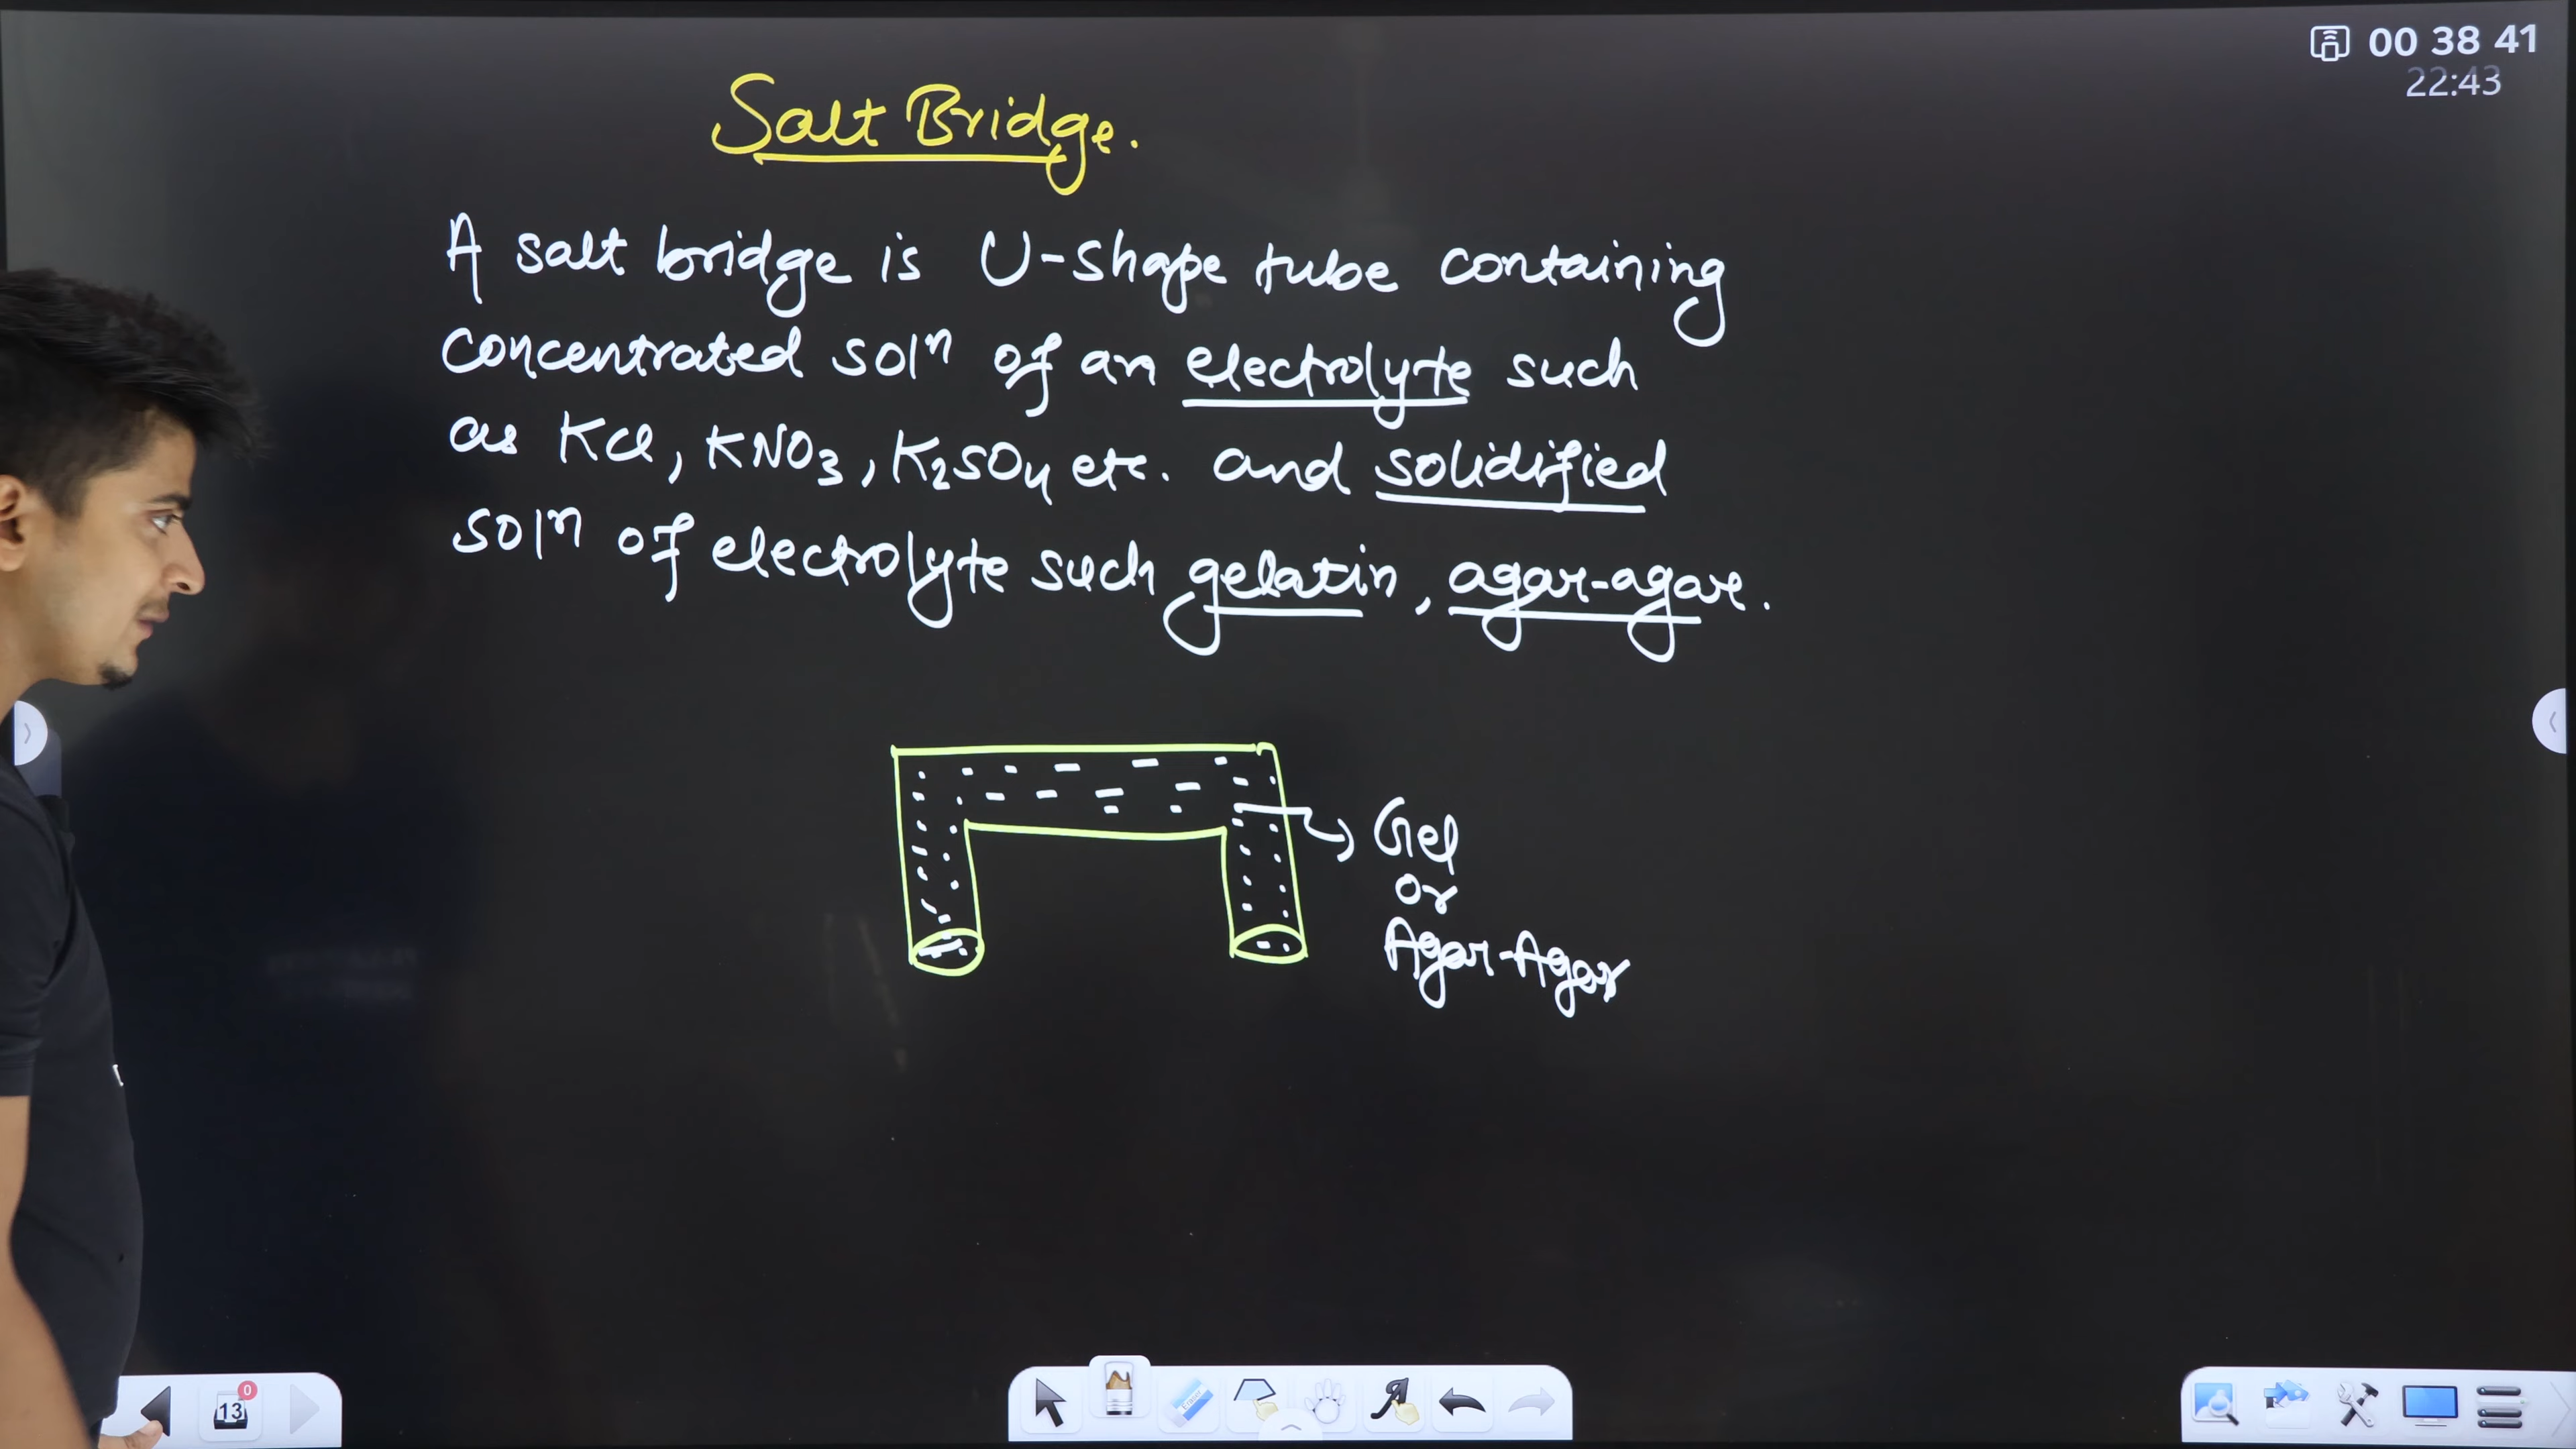 00 38 41
22:43
Salt Bridge.
A salt bridge is U-shape tube containing
concentrated solⁿ of an electrolyte such
as KCl, KNO₃, K₂SO₄ etc. and solidified
solⁿ of electrolyte such gelatin, agar-agar.
Gel
or
Agar-Agar
13
0